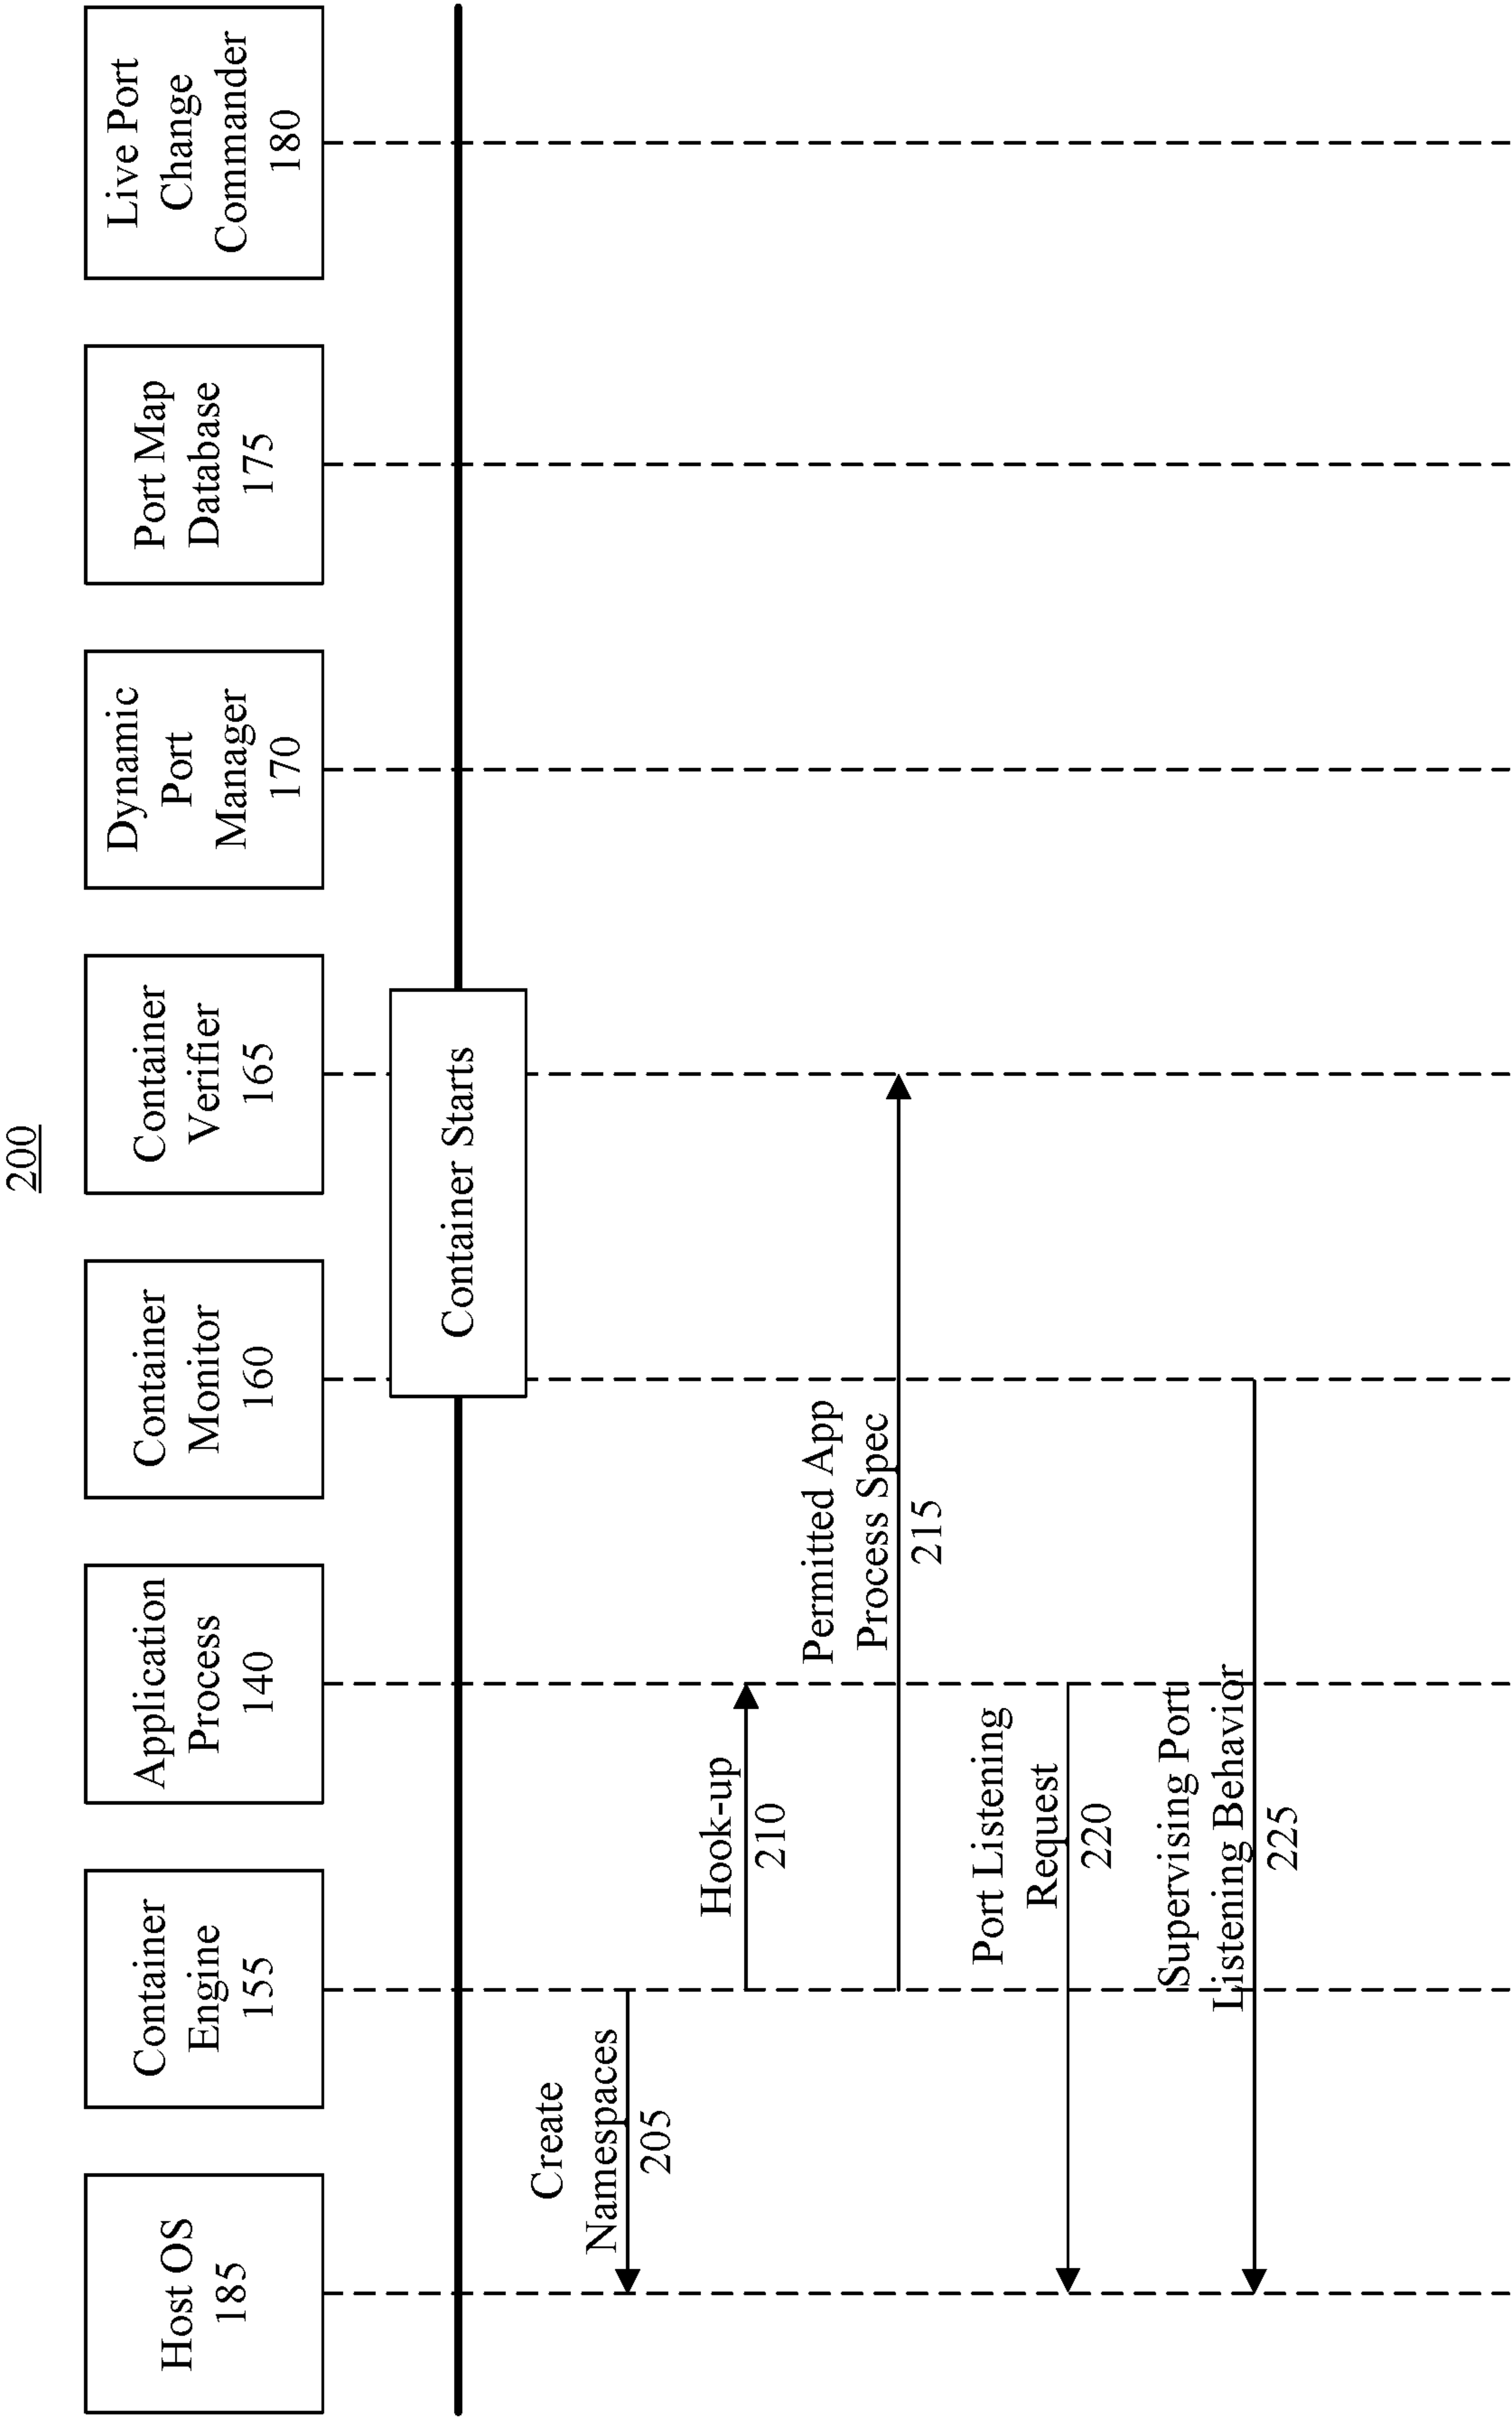 200
Host OS
185
Container
Engine
155
Application
Process
140
Container
Monitor
160
Container
Verifier
165
Dynamic
Port
Manager
170
Port Map
Database
175
Live Port
Change
Commander
180
Container Starts
Create
Namespaces
205
Hook-up
210
Permitted App
Process Spec
215
Port Listening
Request
220
Supervising Port
Listening Behavior
225